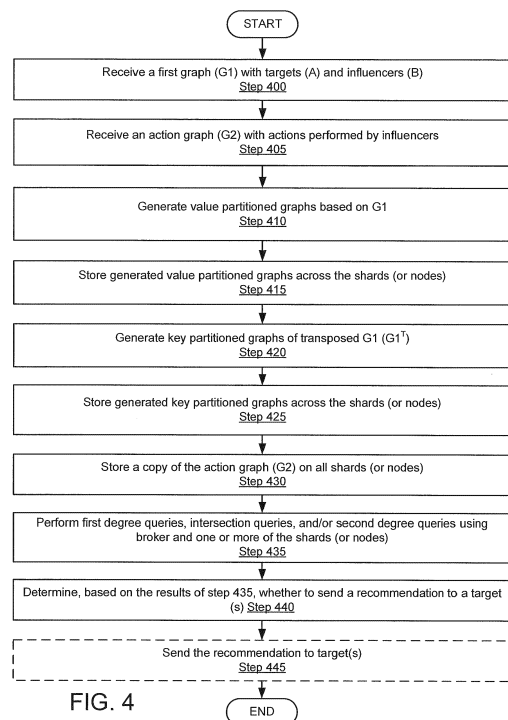 START
Receive a first graph (G1) with targets (A) and influencers (B)
Step 400
Receive an action graph (G2) with actions performed by influencers
Step 405
Generate value partitioned graphs based on G1
Step 410
Store generated value partitioned graphs across the shards (or nodes)
Step 415
Generate key partitioned graphs of transposed G1 (G1ᵀ)
Step 420
Store generated key partitioned graphs across the shards (or nodes)
Step 425
Store a copy of the action graph (G2) on all shards (or nodes)
Step 430
Perform first degree queries, intersection queries, and/or second degree queries using
broker and one or more of the shards (or nodes)
Step 435
Determine, based on the results of step 435, whether to send a recommendation to a target
(s) Step 440
Send the recommendation to target(s)
Step 445
FIG. 4
END